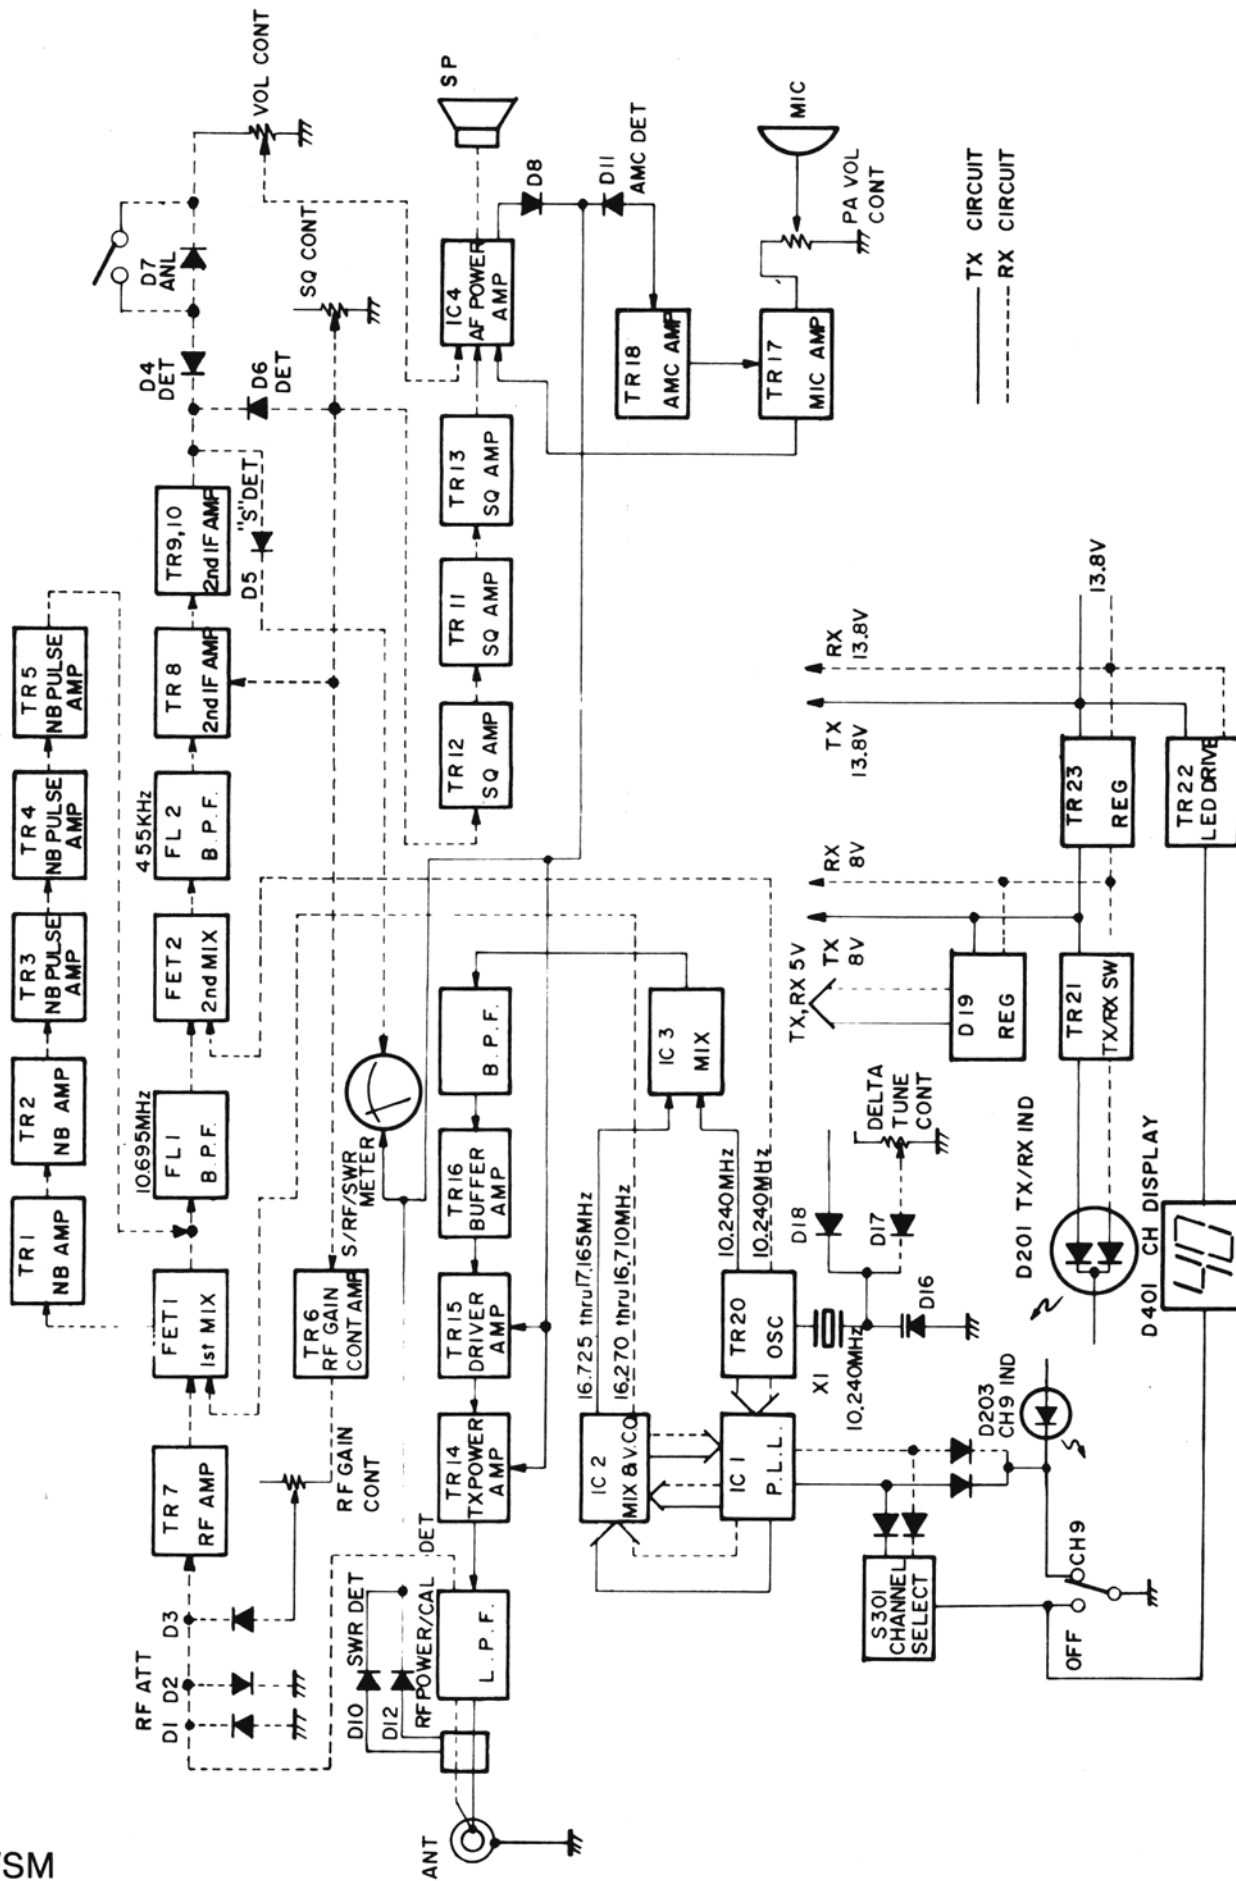 VOL CONT
D7
ANL
SQ CONT
D4
DET
D6
DET
"S" DET
D5
TR9,10
2nd IF AMP
TR8
2nd IF AMP
455KHz
FL 2
B.P.F.
FET2
2nd MIX
10.695MHz
FL1
B.P.F.
FET1
1st MIX
TR7
RF AMP
RF ATT
D1
D2
D3
TR1
NB AMP
TR2
NB AMP
TR3
NB PULSE
AMP
TR4
NB PULSE
AMP
TR5
NB PULSE
AMP
TR6
RF GAIN
CONT AMP
RF GAIN
CONT
S/RF/SWR
METER
SP
IC4
AF POWER
AMP
D8
D11
AMC DET
TR13
SQ AMP
TR11
SQ AMP
TR12
SQ AMP
TR18
AMC AMP
TR17
MIC AMP
MIC
PA VOL
CONT
TX CIRCUIT
RX CIRCUIT
ANT
D10
SWR DET
D12
RF POWER/CAL DET
L.P.F.
TR14
TX POWER
AMP
TR15
DRIVER
AMP
TR16
BUFFER
AMP
B.P.F.
IC 3
MIX
16.725 thru 17.165MHz
16.270 thru 16.710MHz
IC 2
MIX & V.C.O
IC 1
P.L.L.
10.240MHz
10.240MHz
TR20
OSC
X1
10.240MHz
D18
D17
D16
DELTA
TUNE
CONT
TX,RX 5V
TX
8V
RX
8V
TX
13.8V
RX
13.8V
13.8V
D19
REG
TR21
TX/RX SW
TR23
REG
TR22
LED DRIVE
D201 TX/RX IND
D401 CH DISPLAY
40
D203
CH9 IND
S301
CHANNEL
SELECT
CH9
OFF
/SM